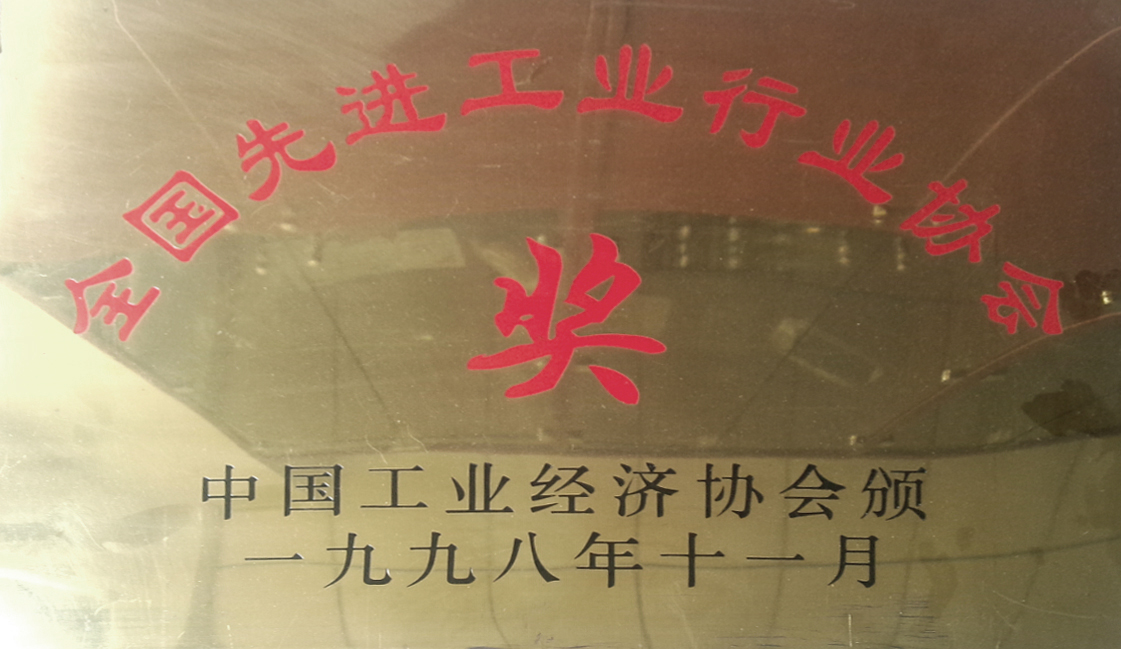 全国先进工业行业协会
奖
中国工业经济协会颁
一九九八年十一月